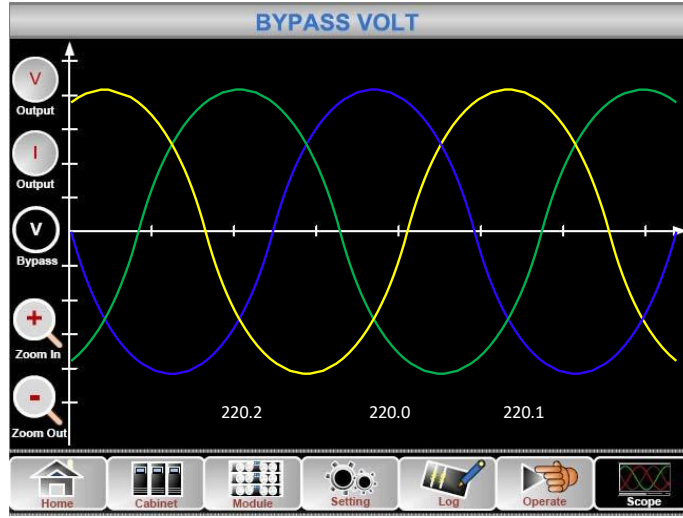 BYPASS VOLT
V
Output
I
Output
V
Bypass
+
Zoom In
-
Zoom Out
220.2 220.0 220.1
Home Cabinet Module Setting Log Operate Scope